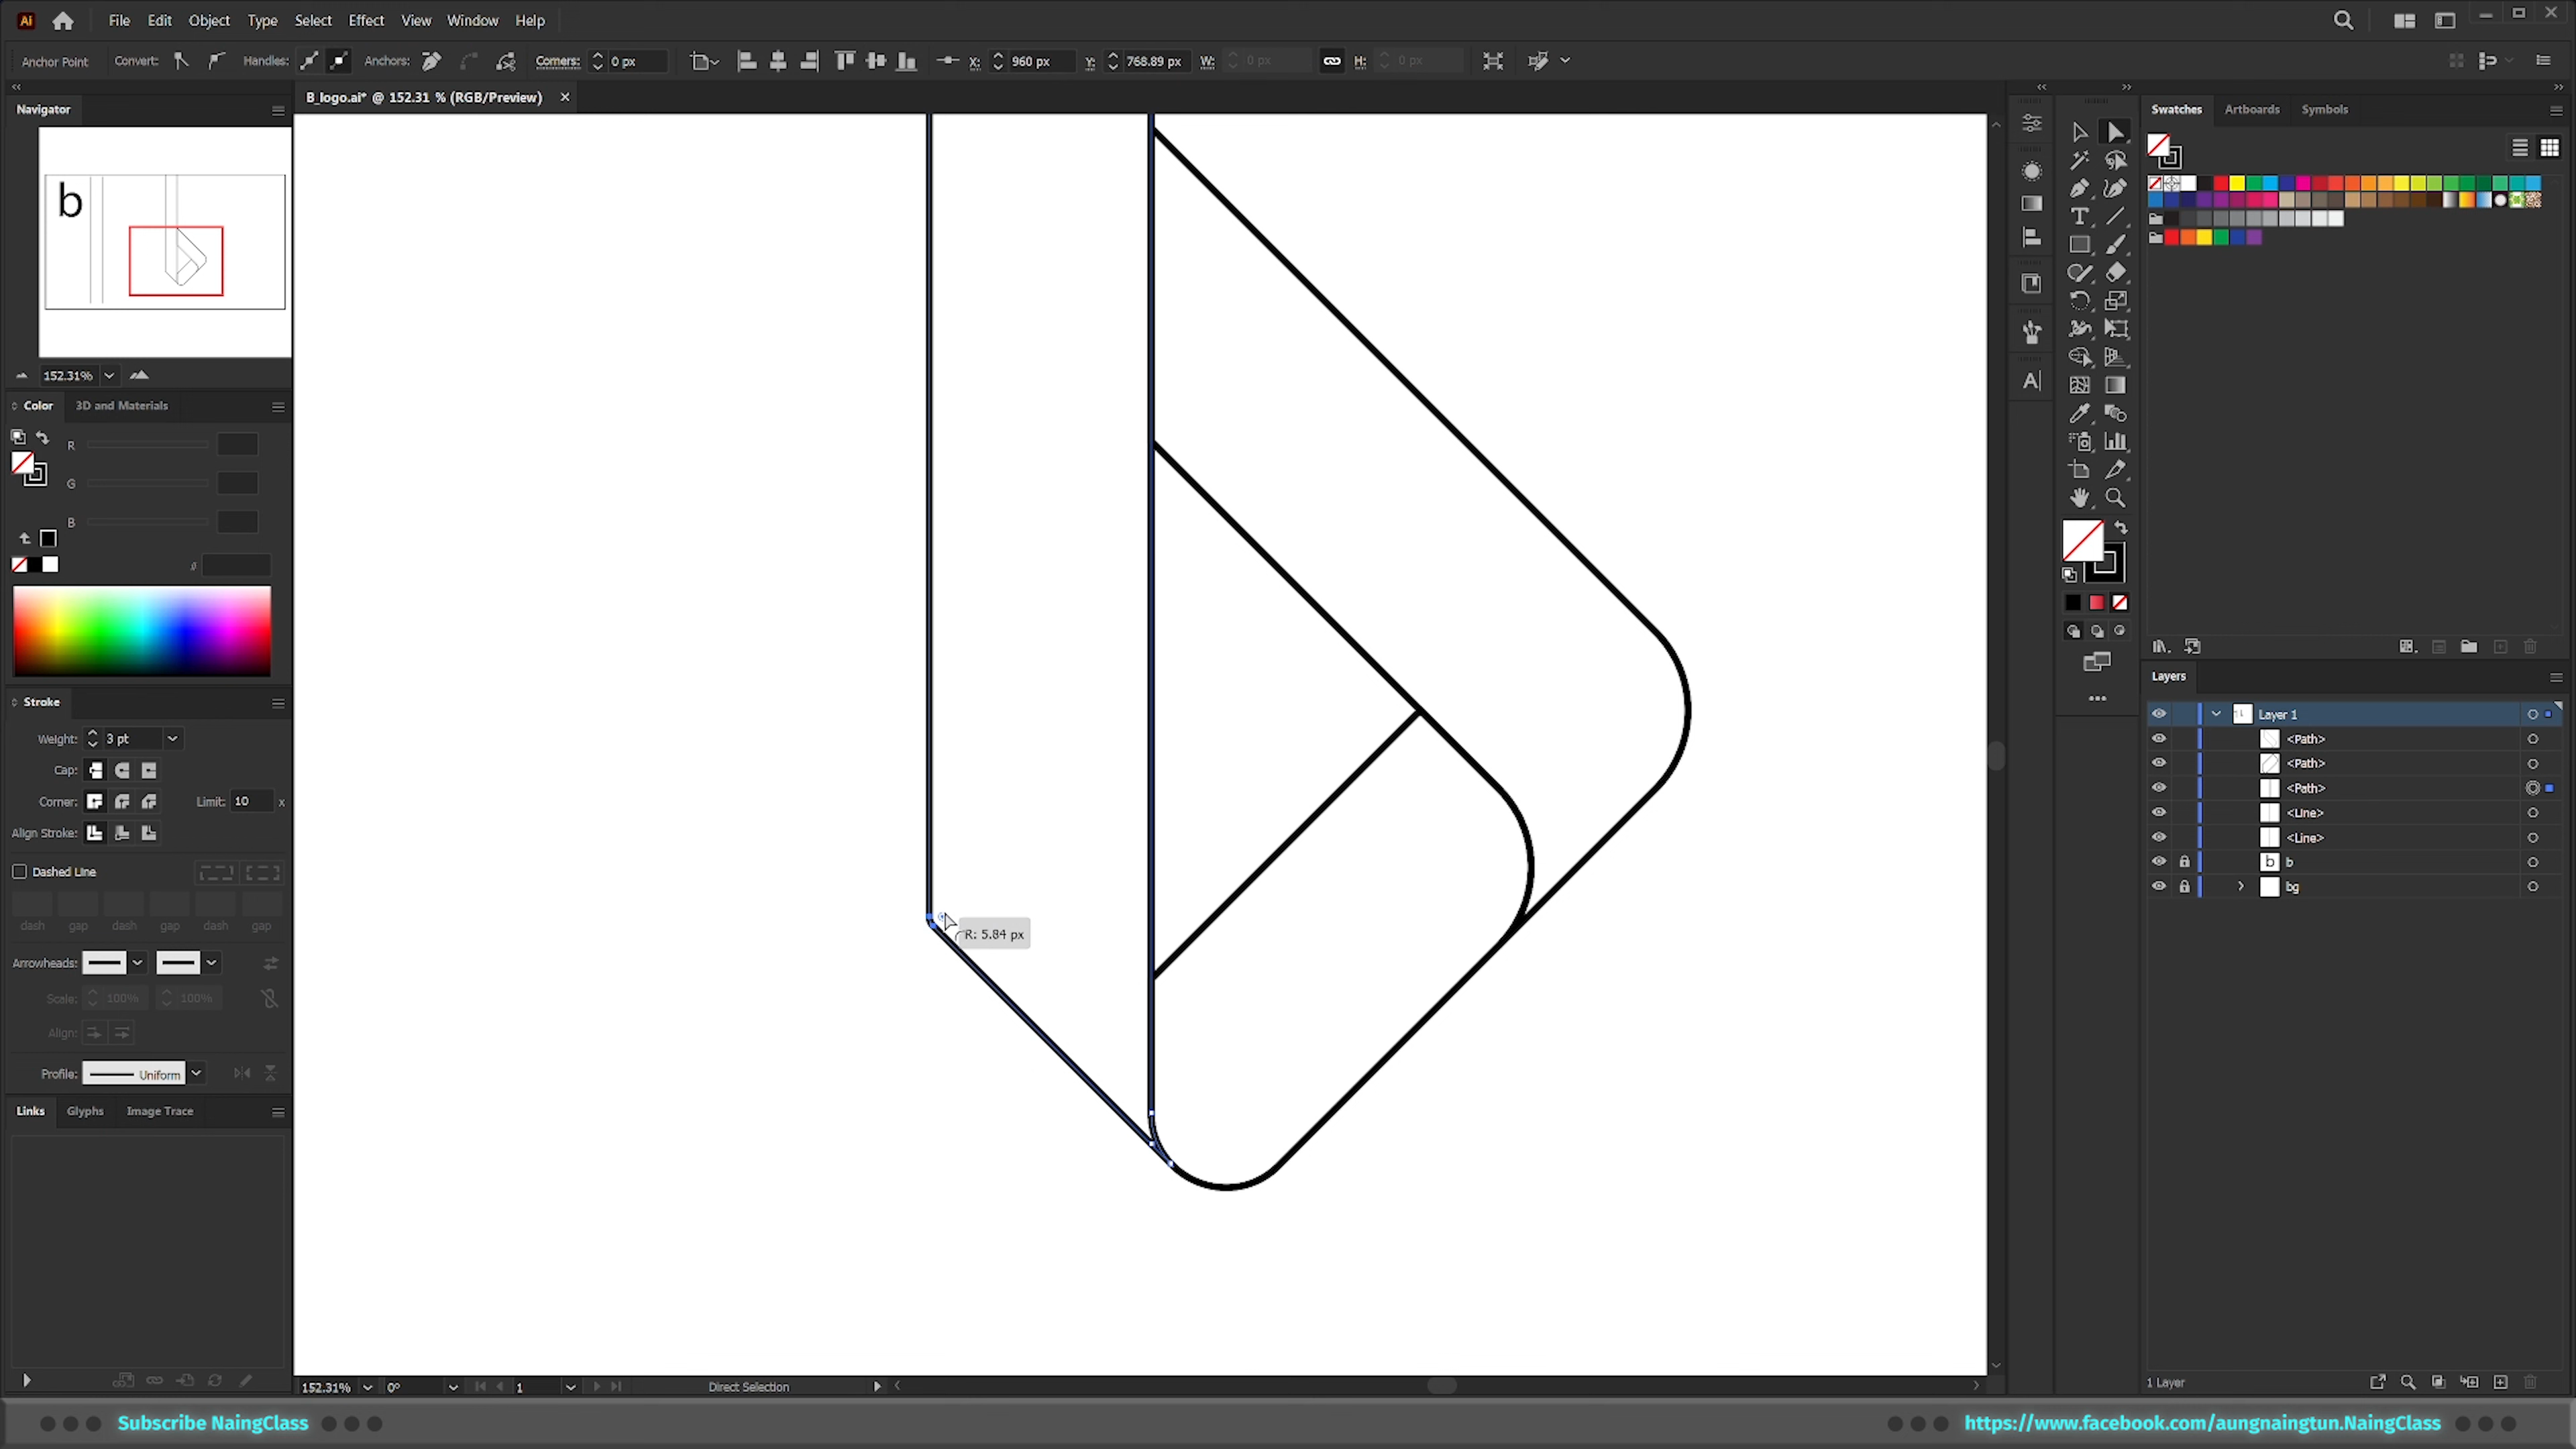 Ai File Edit Object Type Select Effect View Window Help
Anchor Point Convert: Handles: Anchors: Corners: 0 px X: 960 px Y: 768.89 px W: 0 px H: 0 px
Navigator
B_logo.ai* @ 152.31 % (RGB/Preview)
Swatches Artboards Symbols
b
152.31%
Color 3D and Materials
R
G
B
#
Stroke
Weight: 3 pt
Cap:
Corner: Limit: 10 x
Align Stroke:
Dashed Line
dash gap dash gap dash gap
Arrowheads:
Scale: 100% 100%
Align:
Profile: Uniform
Links Glyphs Image Trace
R: 5.84 px
Layers
Layer 1
<Path>
<Path>
<Path>
<Line>
<Line>
b b
bg
1 Layer
152.31% 0° 1 Direct Selection
Subscribe NaingClass
https://www.facebook.com/aungnaingtun.NaingClass